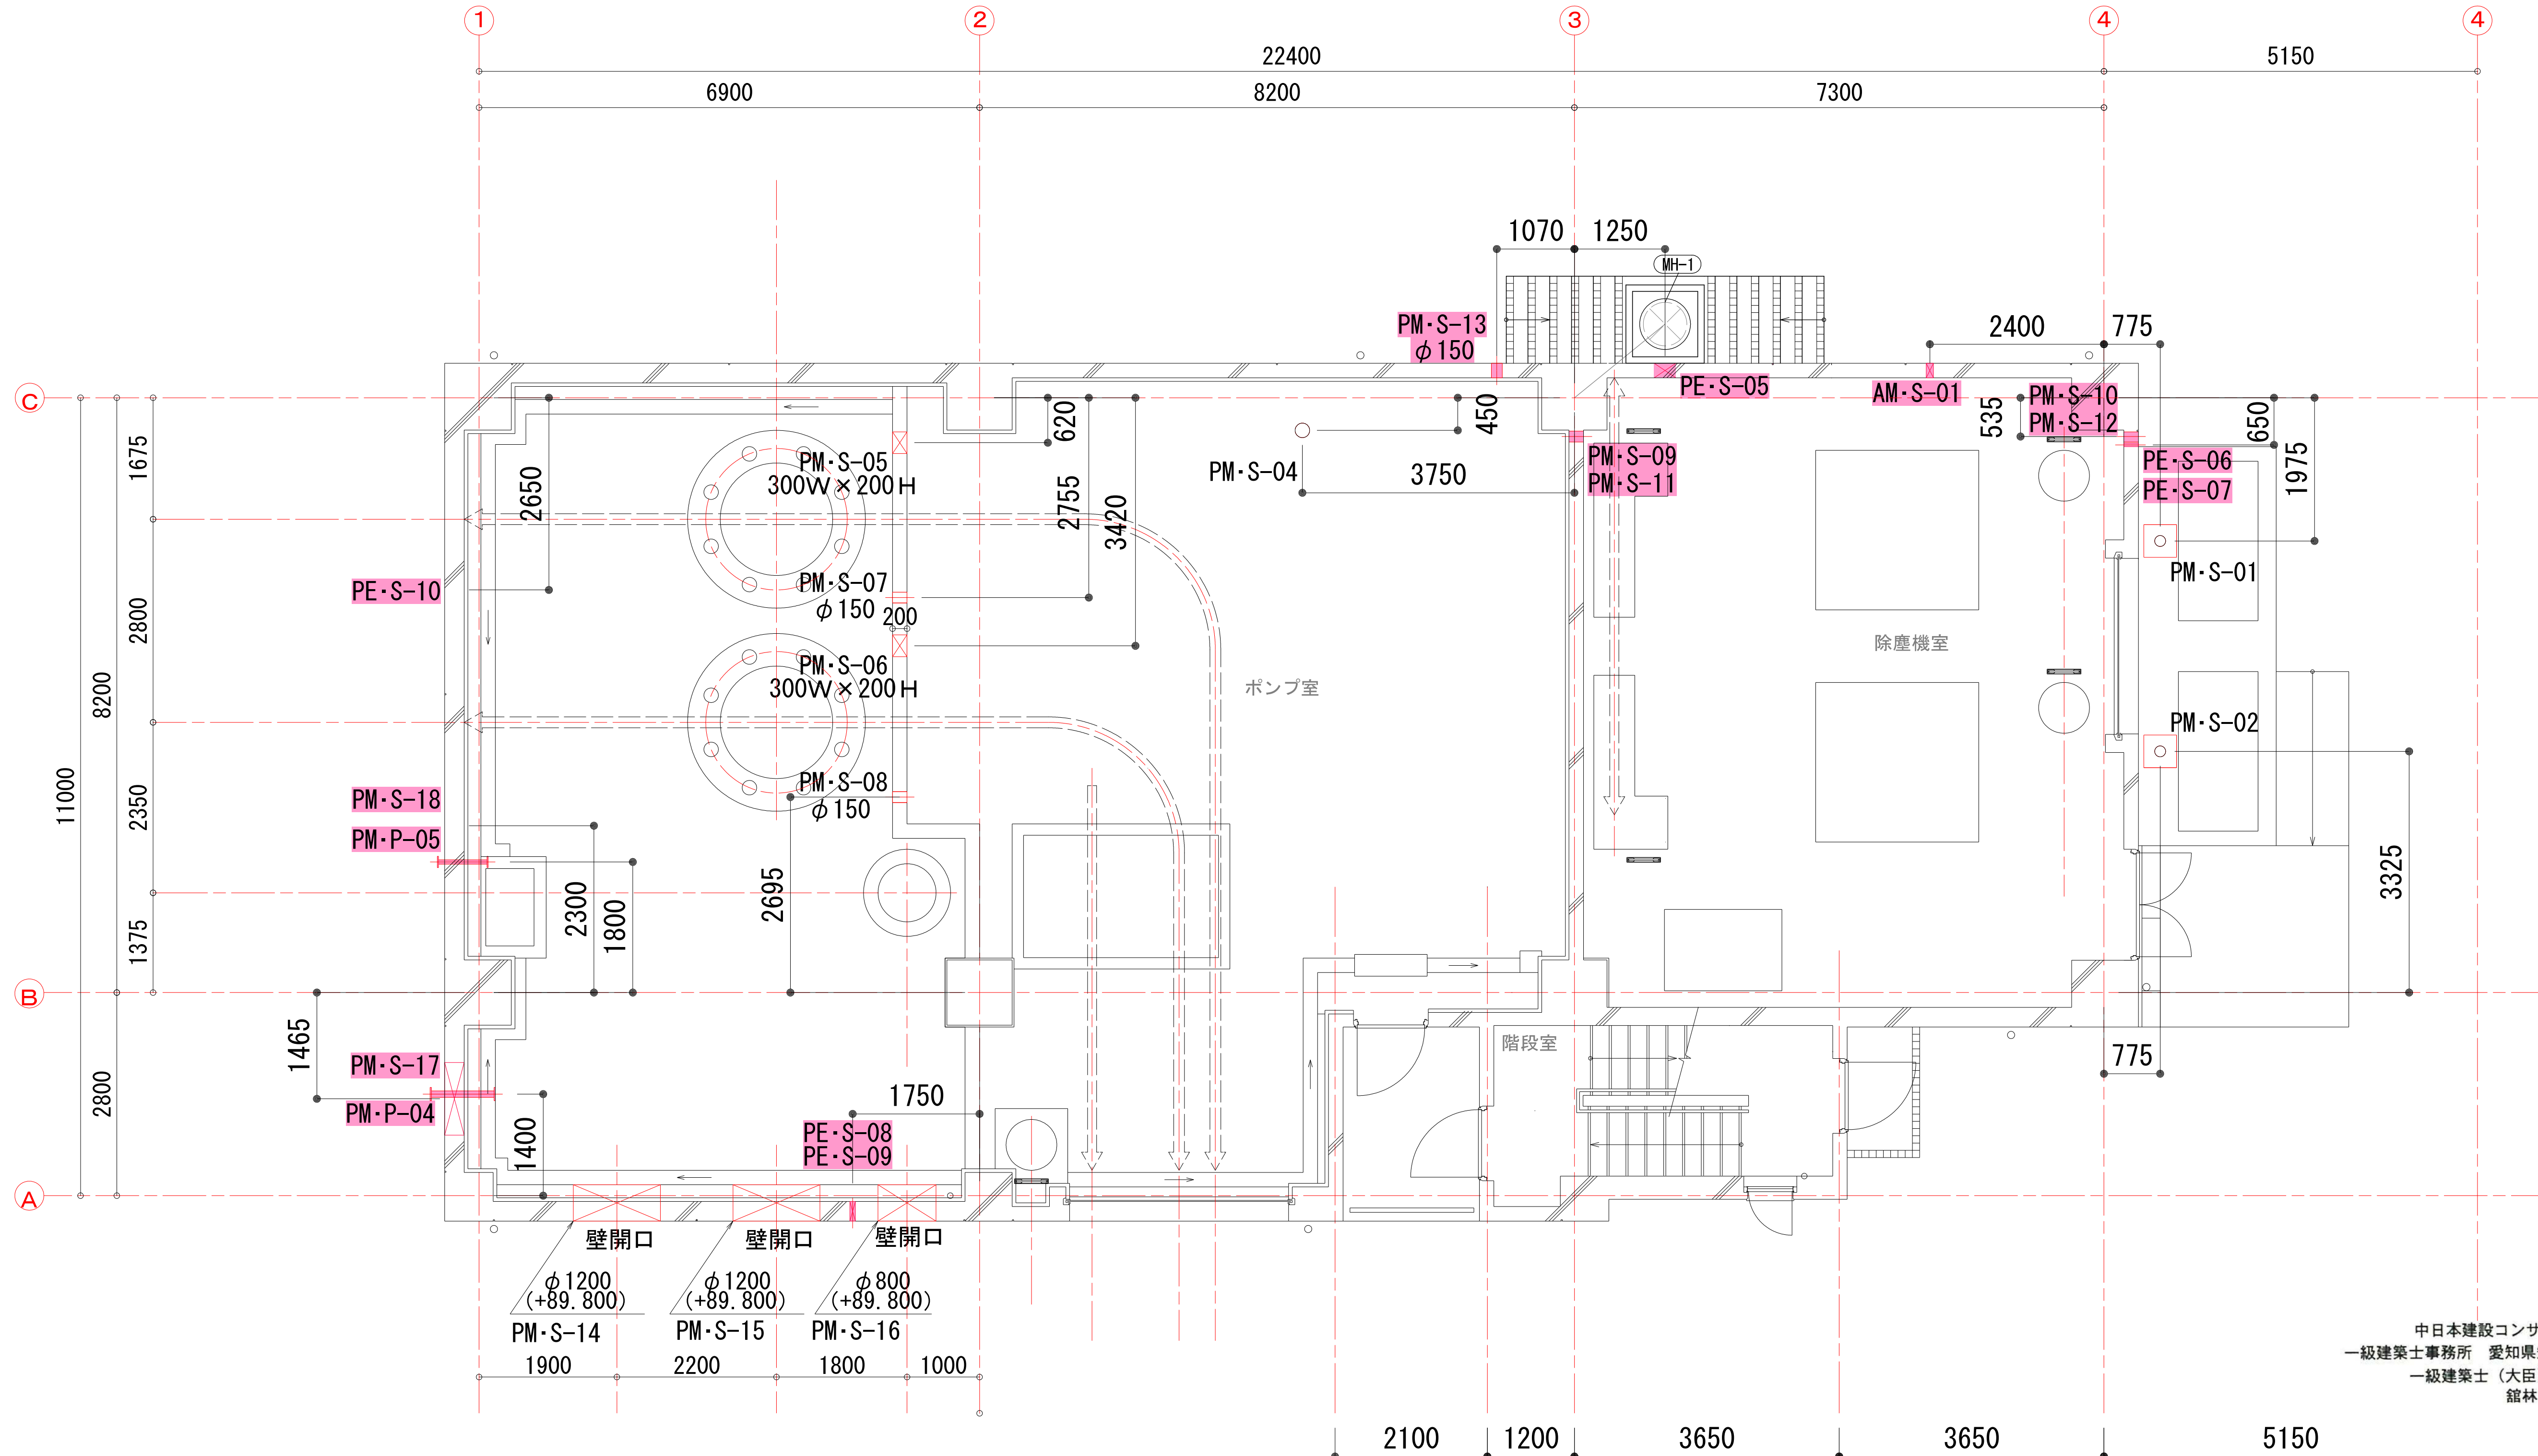 ① ② ③ ④ ④
22400 5150
6900 8200 7300
1070 1250
MH-1
2400 775
PM・S-13
φ150
PE・S-05
AM・S-01
PM・S-10
PM・S-12
535
650
1975
Ⓒ
620
450
PM・S-04
3750
PM・S-09
PM・S-11
PE・S-06
PE・S-07
1675
2650
PM・S-05
300W×200H
2755
3420
PE・S-10
PM・S-07
φ150
200
PM・S-01
2800
除塵機室
PM・S-06
300W×200H
ポンプ室
8200
PM・S-02
11000
2350
PM・S-18
PM・P-05
PM・S-08
φ150
2300
1800
2695
3325
1375
Ⓑ
1465
階段室
775
PM・S-17
PM・P-04
2800
1400
1750
PE・S-08
PE・S-09
Ⓐ
壁開口 壁開口 壁開口
φ1200
(+89.800)
PM・S-14
φ1200
(+89.800)
PM・S-15
φ800
(+89.800)
PM・S-16
1900 2200 1800 1000
中日本建設コンサ
一級建築士事務所 愛知県
一級建築士（大臣
舘林
2100 1200 3650 3650 5150